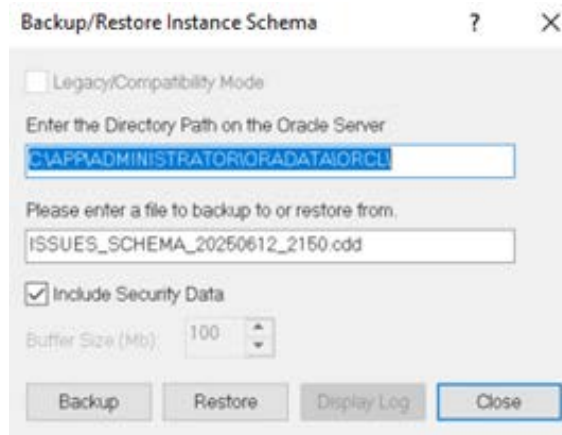 Backup/Restore Instance Schema ? X
Legacy/Compatibility Mode
Enter the Directory Path on the Oracle Server
C:\APP\ADMINISTRATOR\ORADATA\ORCL\
Please enter a file to backup to or restore from.
ISSUES_SCHEMA_20250612_2150.cdd
Include Security Data
Buffer Size (Mb): 100
Backup Restore Display Log Close